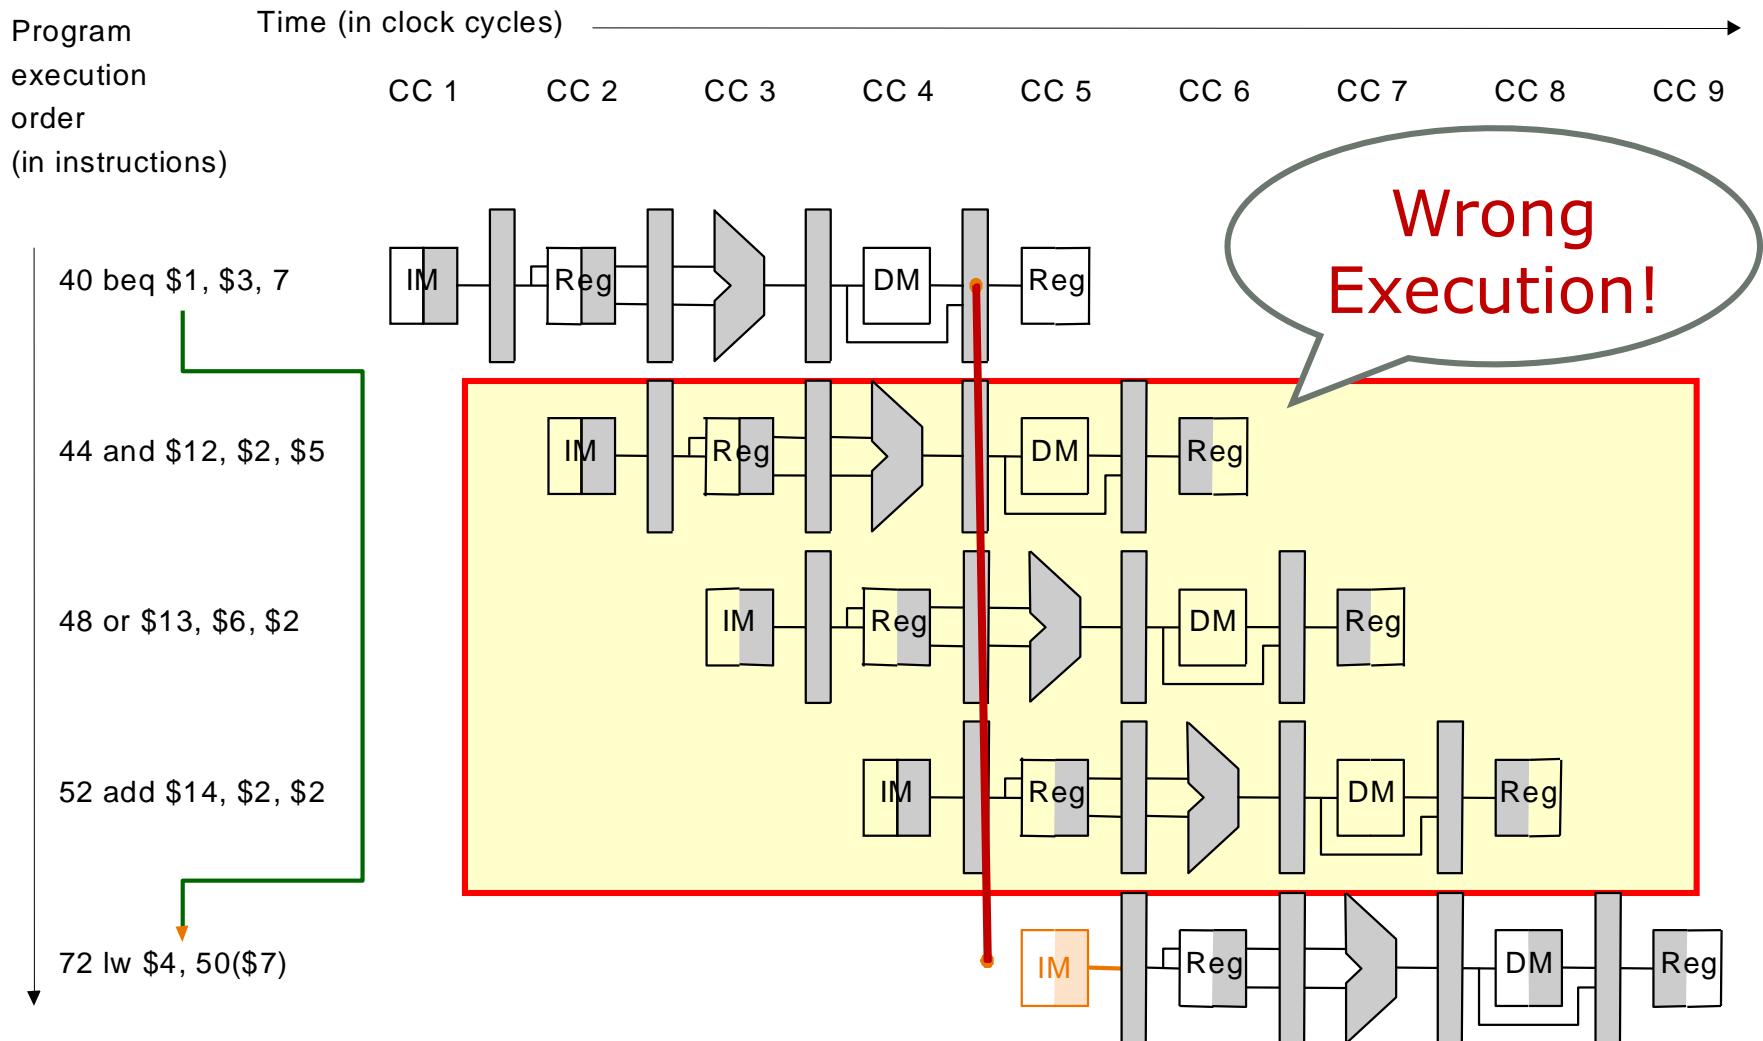 Program
execution
order
(in instructions)
Time (in clock cycles)
CC 1 CC 2 CC 3 CC 4 CC 5 CC 6 CC 7 CC 8 CC 9
Wrong
Execution!
40 beq $1, $3, 7 IM Reg DM Reg
44 and $12, $2, $5 IM Reg DM Reg
48 or $13, $6, $2 IM Reg DM Reg
52 add $14, $2, $2 IM Reg DM Reg
72 lw $4, 50($7) IM Reg DM Reg